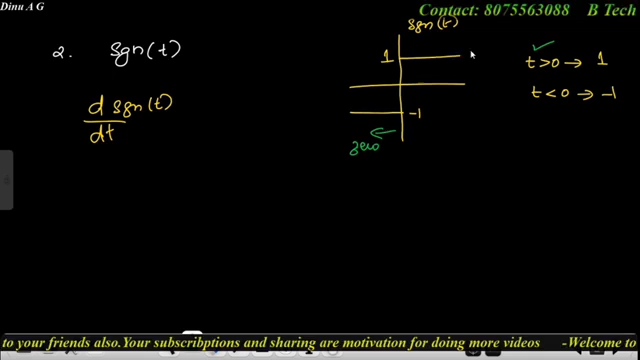 Dinu A G
Contact: 8075563088 B Tech
2. Sgn(t)
d sgn(t)
dt
sgn(t)
1
-1
zero
t>0 → 1
t<0 → -1
to your friends also.Your subscribptions and sharing are motivation for doing more videos -Welcome to